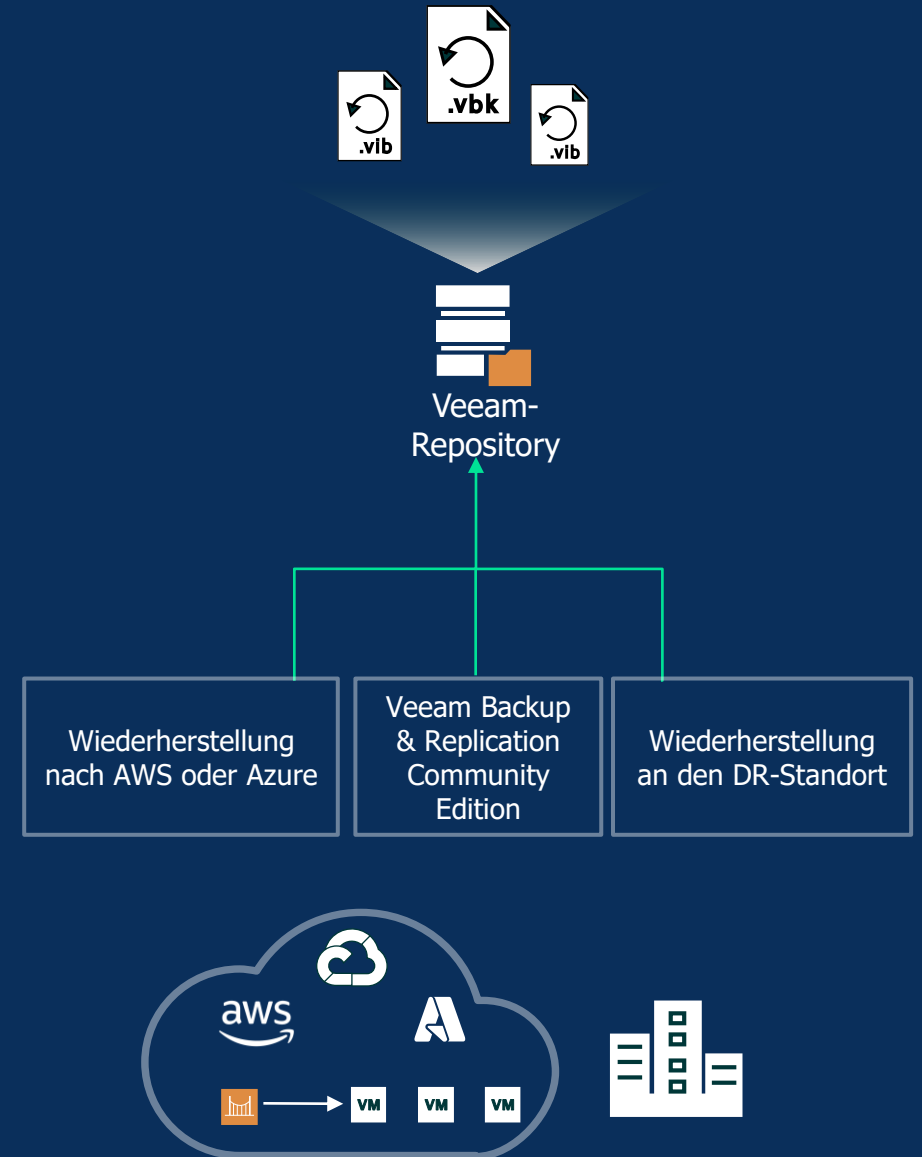 .vbk
.vib
.vib
Veeam-
Repository
Wiederherstellung
nach AWS oder Azure
Veeam Backup
& Replication
Community
Edition
Wiederherstellung
an den DR-Standort
aws
VM
VM
VM